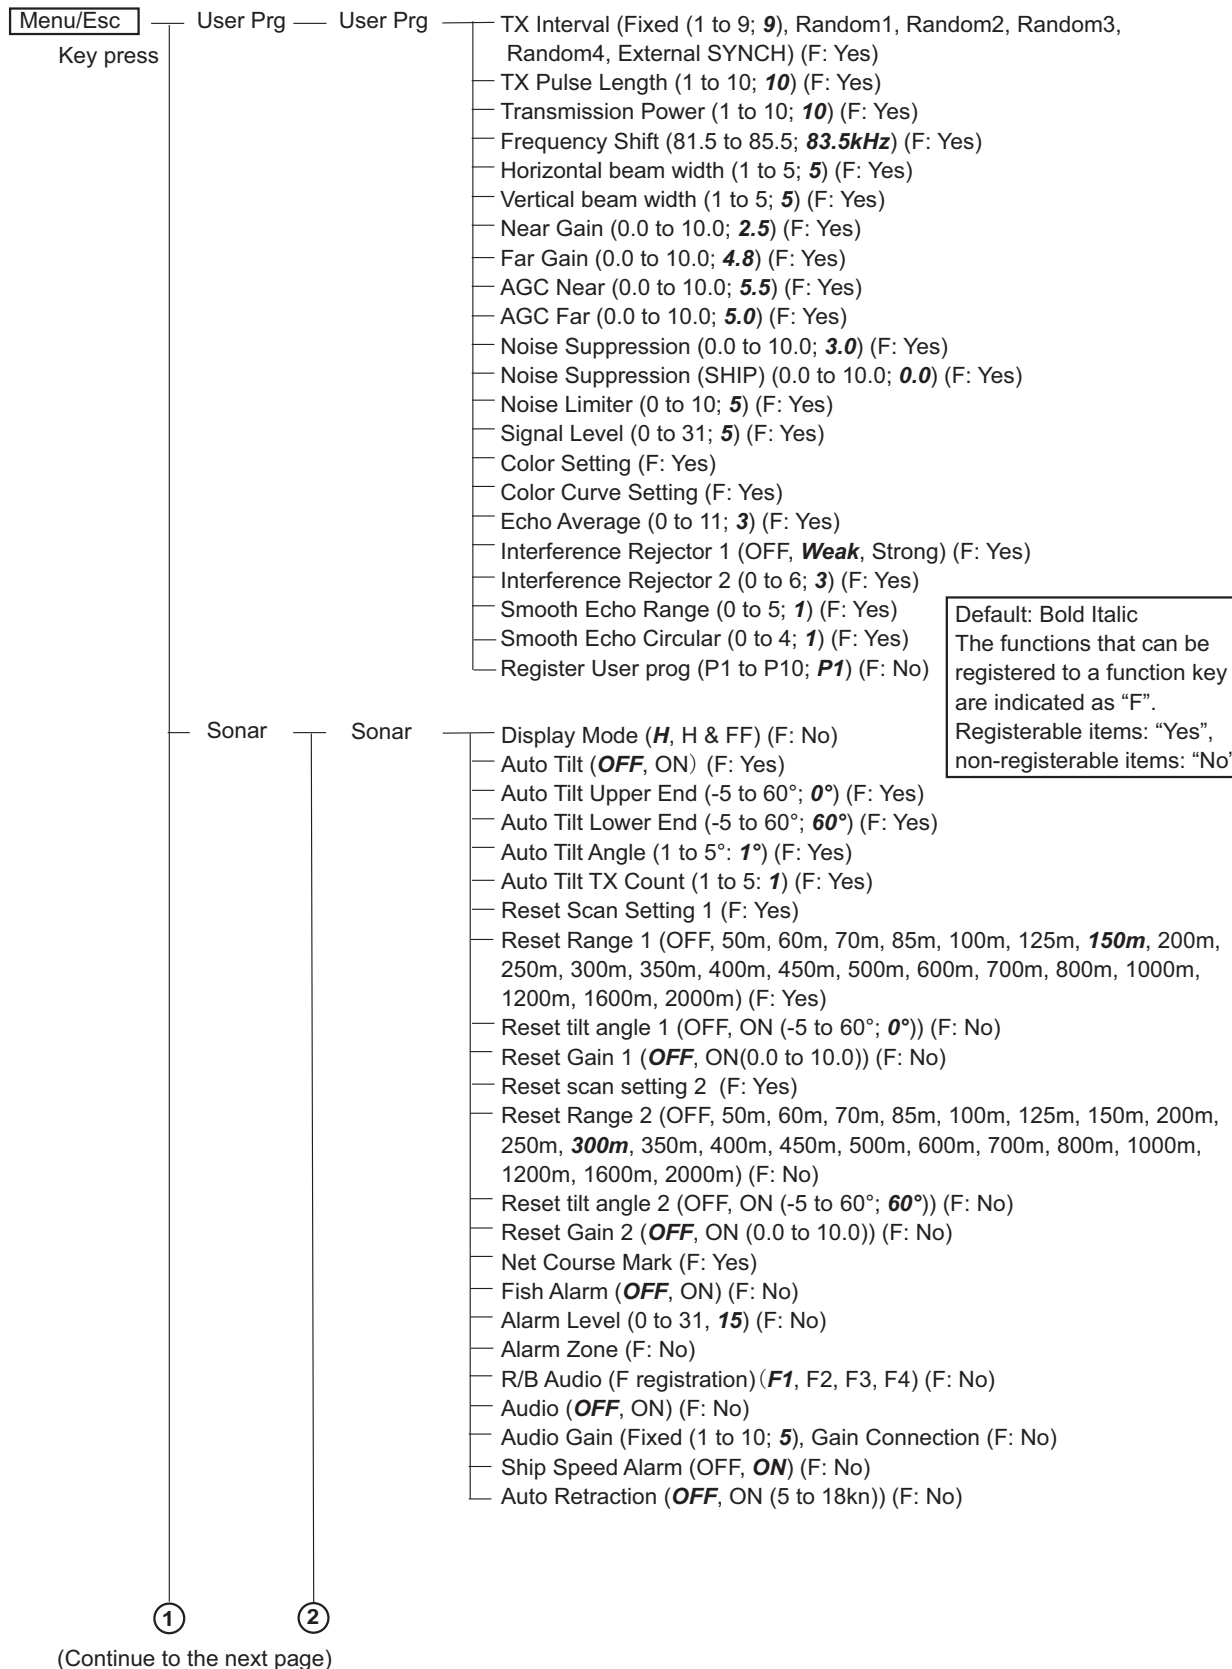 Menu/Esc
Key press
User Prg
User Prg
TX Interval (Fixed (1 to 9; 9), Random1, Random2, Random3,
Random4, External SYNCH) (F: Yes)
TX Pulse Length (1 to 10; 10) (F: Yes)
Transmission Power (1 to 10; 10) (F: Yes)
Frequency Shift (81.5 to 85.5; 83.5kHz) (F: Yes)
Horizontal beam width (1 to 5; 5) (F: Yes)
Vertical beam width (1 to 5; 5) (F: Yes)
Near Gain (0.0 to 10.0; 2.5) (F: Yes)
Far Gain (0.0 to 10.0; 4.8) (F: Yes)
AGC Near (0.0 to 10.0; 5.5) (F: Yes)
AGC Far (0.0 to 10.0; 5.0) (F: Yes)
Noise Suppression (0.0 to 10.0; 3.0) (F: Yes)
Noise Suppression (SHIP) (0.0 to 10.0; 0.0) (F: Yes)
Noise Limiter (0 to 10; 5) (F: Yes)
Signal Level (0 to 31; 5) (F: Yes)
Color Setting (F: Yes)
Color Curve Setting (F: Yes)
Echo Average (0 to 11; 3) (F: Yes)
Interference Rejector 1 (OFF, Weak, Strong) (F: Yes)
Interference Rejector 2 (0 to 6; 3) (F: Yes)
Smooth Echo Range (0 to 5; 1) (F: Yes)
Smooth Echo Circular (0 to 4; 1) (F: Yes)
Register User prog (P1 to P10; P1) (F: No)
Default: Bold Italic
The functions that can be
registered to a function key
are indicated as “F”.
Registerable items: “Yes”,
non-registerable items: “No”
Sonar
Sonar
Display Mode (H, H & FF) (F: No)
Auto Tilt (OFF, ON） (F: Yes)
Auto Tilt Upper End (-5 to 60°; 0°) (F: Yes)
Auto Tilt Lower End (-5 to 60°; 60°) (F: Yes)
Auto Tilt Angle (1 to 5°: 1°) (F: Yes)
Auto Tilt TX Count (1 to 5: 1) (F: Yes)
Reset Scan Setting 1 (F: Yes)
Reset Range 1 (OFF, 50m, 60m, 70m, 85m, 100m, 125m, 150m, 200m,
250m, 300m, 350m, 400m, 450m, 500m, 600m, 700m, 800m, 1000m,
1200m, 1600m, 2000m) (F: Yes)
Reset tilt angle 1 (OFF, ON (-5 to 60°; 0°)) (F: No)
Reset Gain 1 (OFF, ON(0.0 to 10.0)) (F: No)
Reset scan setting 2 (F: Yes)
Reset Range 2 (OFF, 50m, 60m, 70m, 85m, 100m, 125m, 150m, 200m,
250m, 300m, 350m, 400m, 450m, 500m, 600m, 700m, 800m, 1000m,
1200m, 1600m, 2000m) (F: No)
Reset tilt angle 2 (OFF, ON (-5 to 60°; 60°)) (F: No)
Reset Gain 2 (OFF, ON (0.0 to 10.0)) (F: No)
Net Course Mark (F: Yes)
Fish Alarm (OFF, ON) (F: No)
Alarm Level (0 to 31, 15) (F: No)
Alarm Zone (F: No)
R/B Audio (F registration)（F1, F2, F3, F4) (F: No)
Audio (OFF, ON) (F: No)
Audio Gain (Fixed (1 to 10; 5), Gain Connection (F: No)
Ship Speed Alarm (OFF, ON) (F: No)
Auto Retraction (OFF, ON (5 to 18kn)) (F: No)
1
2
(Continue to the next page)